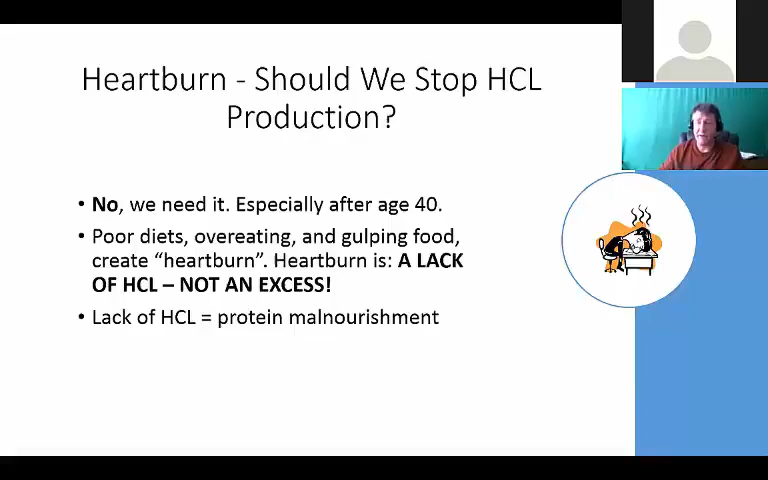 Heartburn - Should We Stop HCL
Production?
• No, we need it. Especially after age 40.
• Poor diets, overeating, and gulping food,
create “heartburn”. Heartburn is: A LACK
OF HCL – NOT AN EXCESS!
• Lack of HCL = protein malnourishment